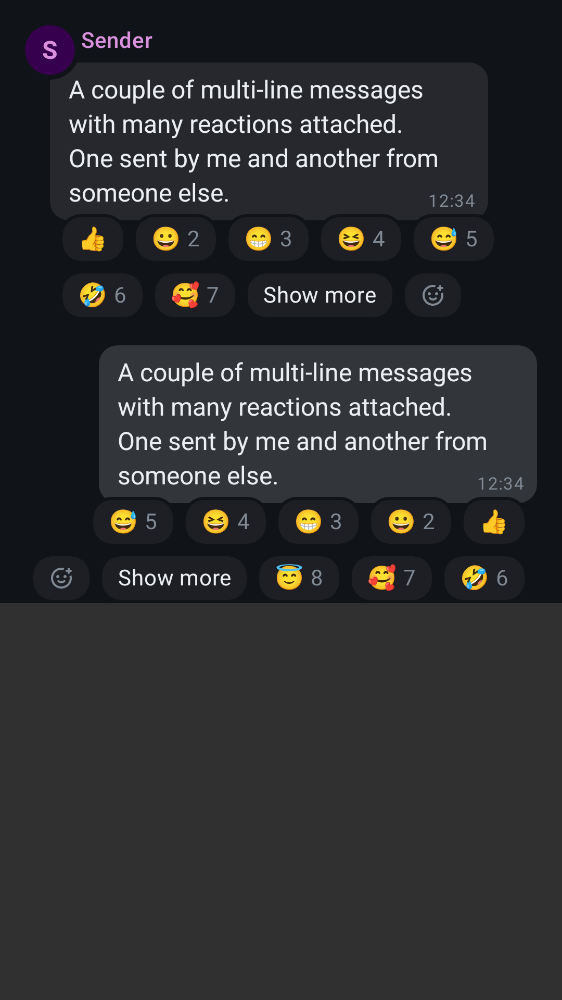 S Sender
A couple of multi-line messages
with many reactions attached.
One sent by me and another from
someone else. 12:34
👍 😀 2 😁 3 😆 4 😅 5
🤣 6 🥰 7 Show more
A couple of multi-line messages
with many reactions attached.
One sent by me and another from
someone else. 12:34
😅 5 😆 4 😁 3 😀 2 👍
Show more 😇 8 🥰 7 🤣 6